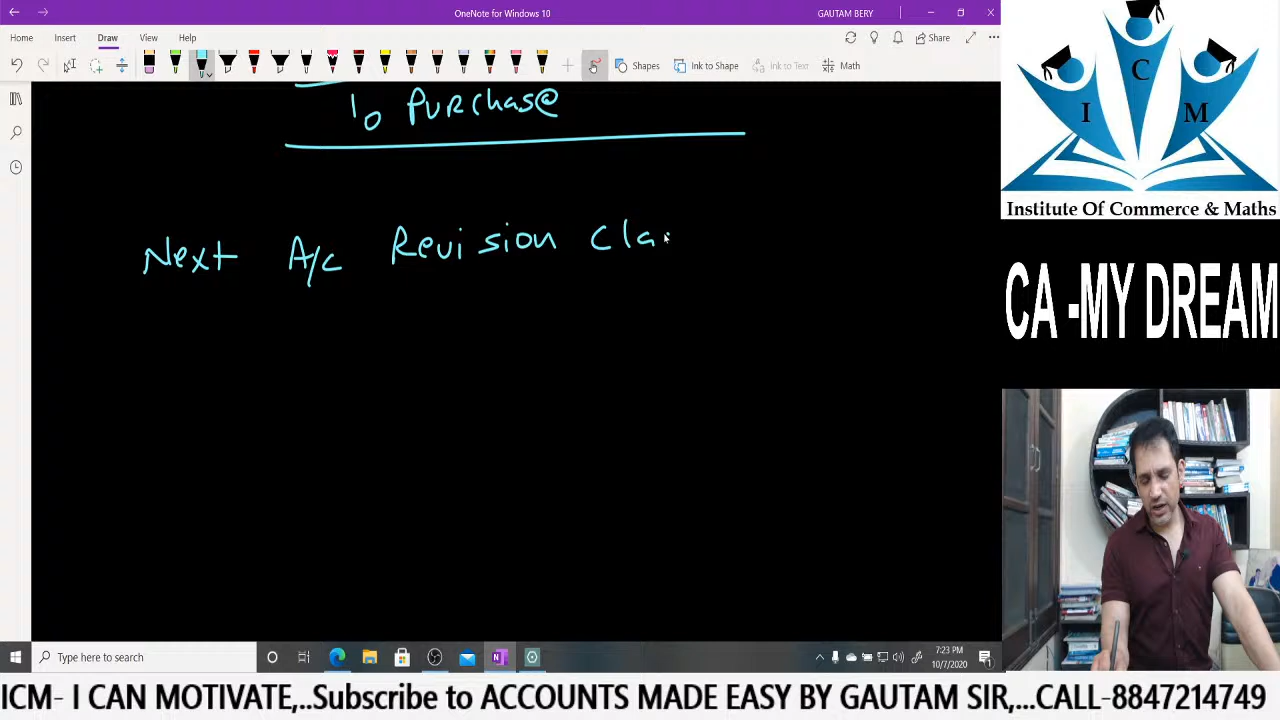 OneNote for Windows 10
GAUTAM BERY
Home Insert Draw View Help
Share
Shapes Ink to Shape Ink to Text Math
To Purchase
Next A/c Revision Cla
I C M
Institute Of Commerce & Maths
CA -MY DREAM
Type here to search
7:23 PM
10/7/2020
ICM- I CAN MOTIVATE,..Subscribe to ACCOUNTS MADE EASY BY GAUTAM SIR,...CALL-8847214749